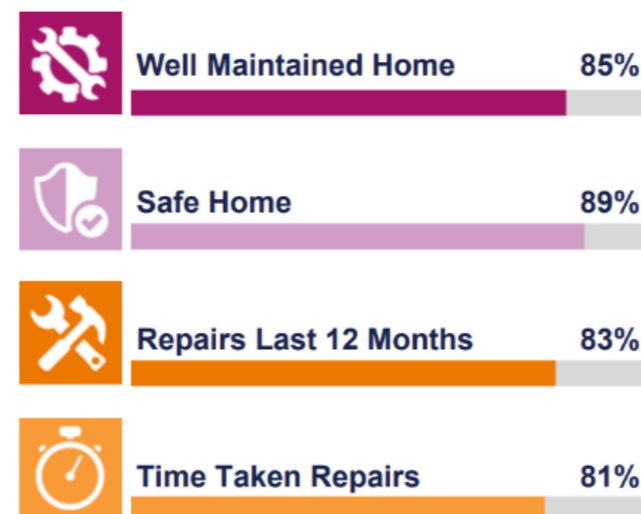 Well Maintained Home 85%
Safe Home 89%
Repairs Last 12 Months 83%
Time Taken Repairs 81%